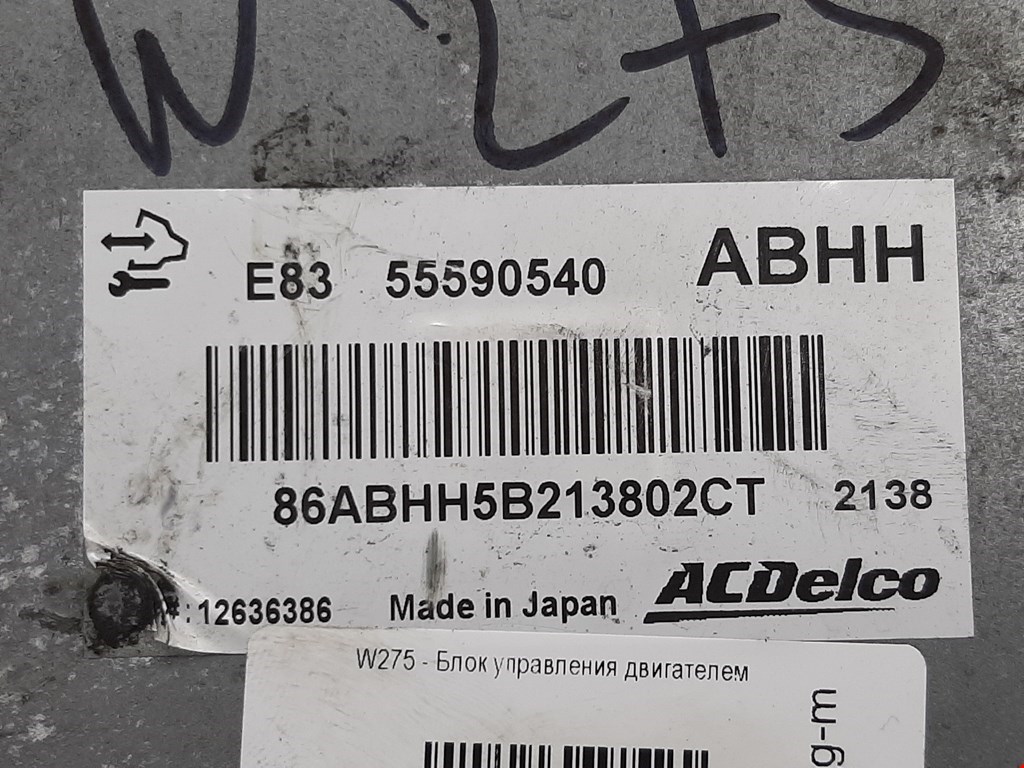 W275
E83 55590540 ABHH
86ABHH5B213802CT 2138
#: 12636386 Made in Japan ACDelco
W275 - Блок управления двигателем
g-m